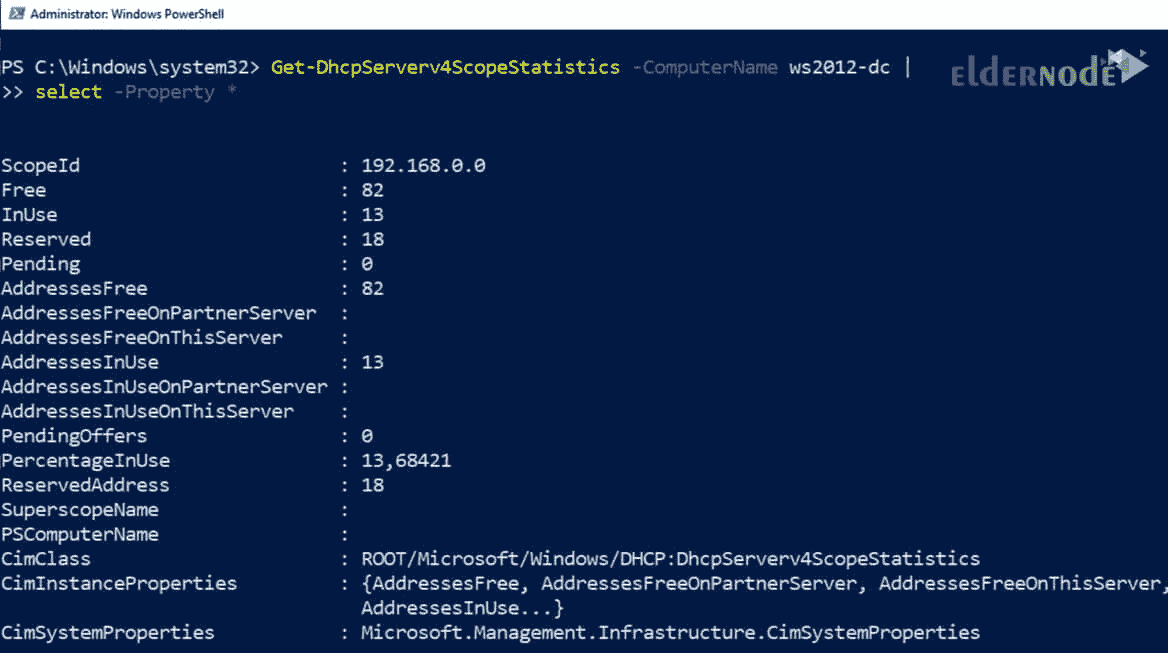 Administrator: Windows PowerShell
PS C:\Windows\system32> Get-DhcpServerv4ScopeStatistics -ComputerName ws2012-dc |
>> select -Property *
eldernode
ScopeId : 192.168.0.0
Free : 82
InUse : 13
Reserved : 18
Pending : 0
AddressesFree : 82
AddressesFreeOnPartnerServer :
AddressesFreeOnThisServer :
AddressesInUse : 13
AddressesInUseOnPartnerServer :
AddressesInUseOnThisServer :
PendingOffers : 0
PercentageInUse : 13,68421
ReservedAddress : 18
SuperscopeName :
PSComputerName :
CimClass : ROOT/Microsoft/Windows/DHCP:DhcpServerv4ScopeStatistics
CimInstanceProperties : {AddressesFree, AddressesFreeOnPartnerServer, AddressesFreeOnThisServer,
AddressesInUse...}
CimSystemProperties : Microsoft.Management.Infrastructure.CimSystemProperties